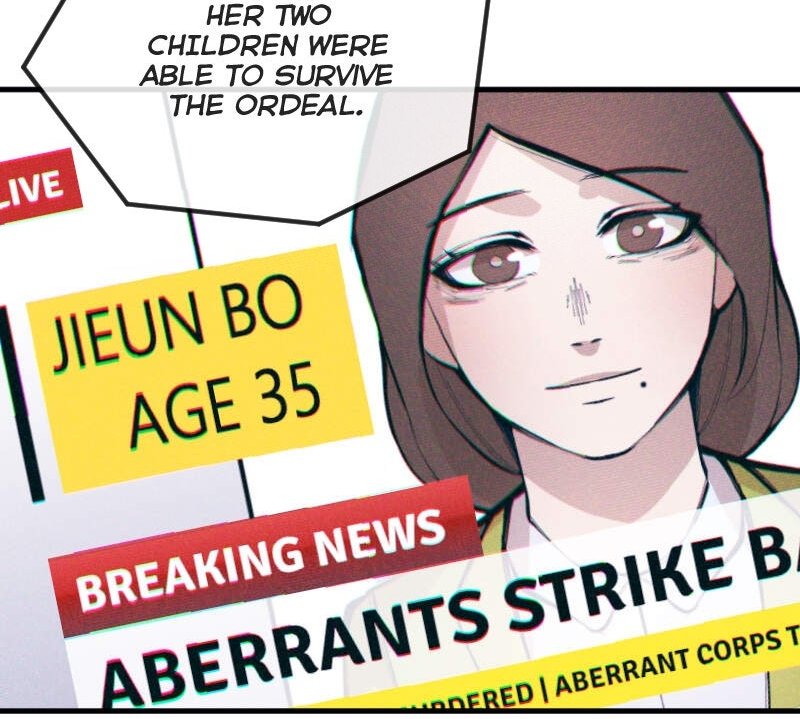 HER TWO
CHILDREN WERE
ABLE TO SURVIVE
THE ORDEAL.
LIVE
JIEUN BO
AGE 35
BREAKING NEWS
ABERRANTS STRIKE
| ABERRANT CORPS